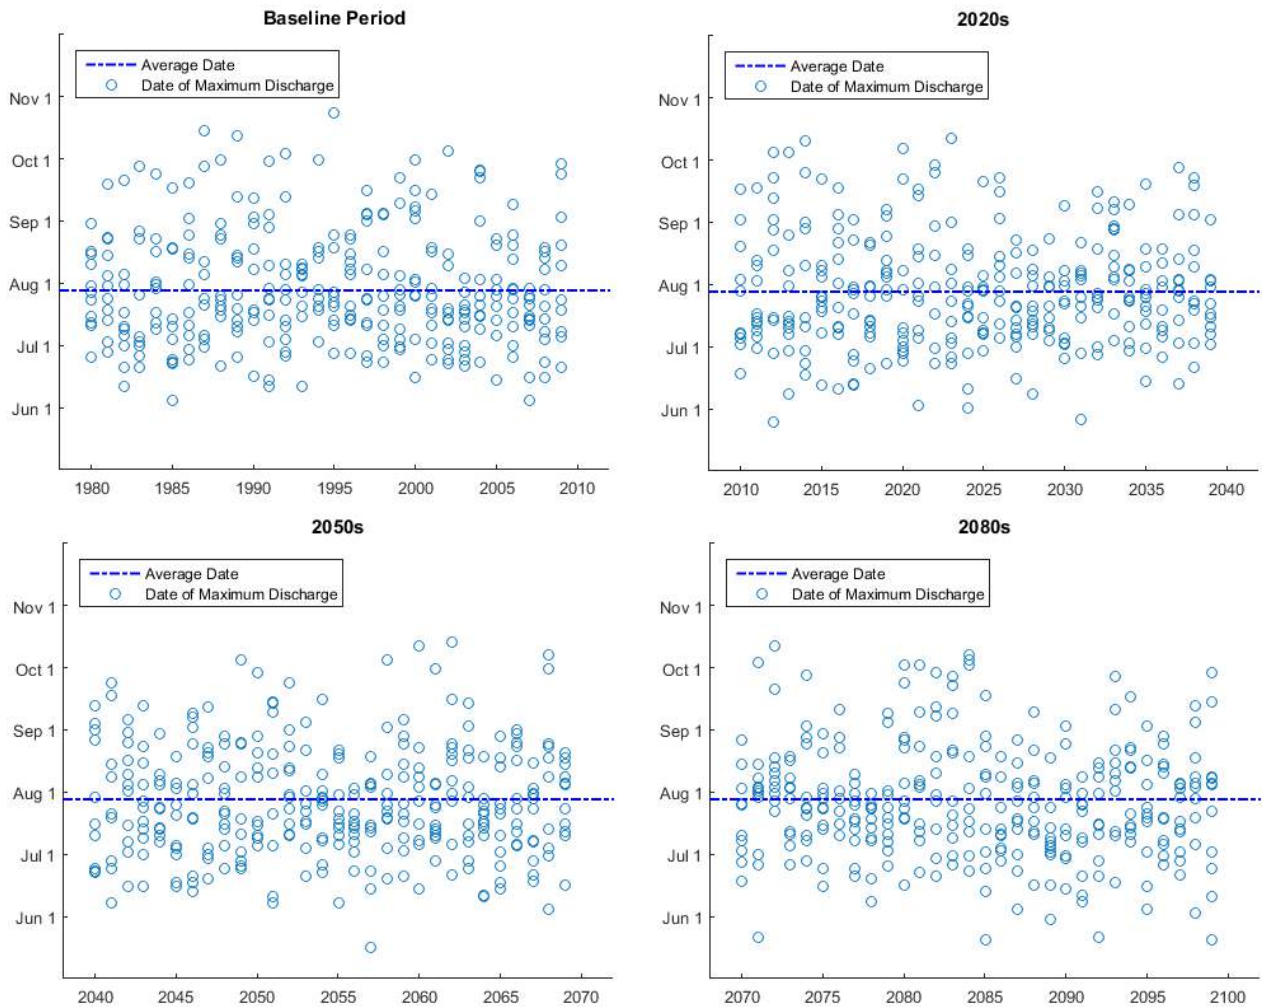 Baseline Period
Average Date
Date of Maximum Discharge
Nov 1
Oct 1
Sep 1
Aug 1
Jul 1
Jun 1
1980 1985 1990 1995 2000 2005 2010
2020s
Average Date
Date of Maximum Discharge
Nov 1
Oct 1
Sep 1
Aug 1
Jul 1
Jun 1
2010 2015 2020 2025 2030 2035 2040
2050s
Average Date
Date of Maximum Discharge
Nov 1
Oct 1
Sep 1
Aug 1
Jul 1
Jun 1
2040 2045 2050 2055 2060 2065 2070
2080s
Average Date
Date of Maximum Discharge
Nov 1
Oct 1
Sep 1
Aug 1
Jul 1
Jun 1
2070 2075 2080 2085 2090 2095 2100